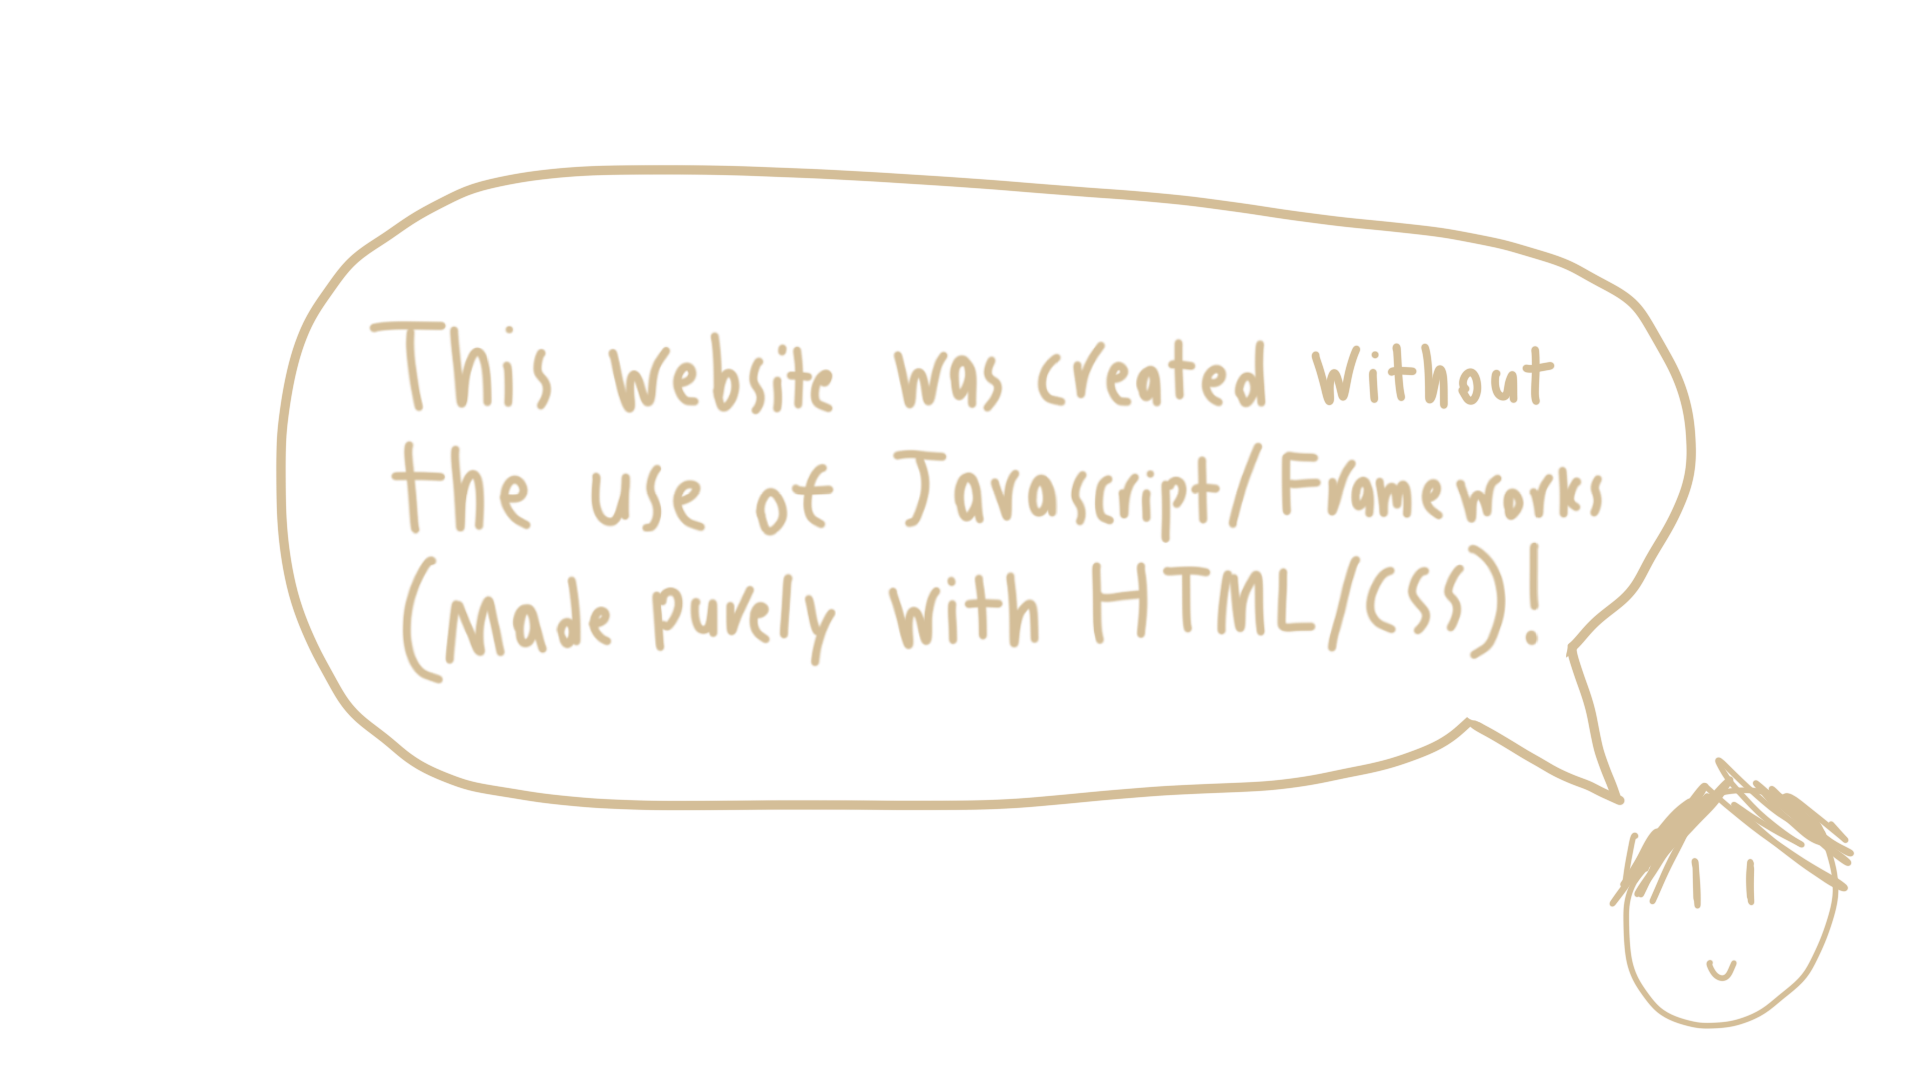 This website was created without
the use of Javascript/Frameworks
(made purely with HTML/CSS)!